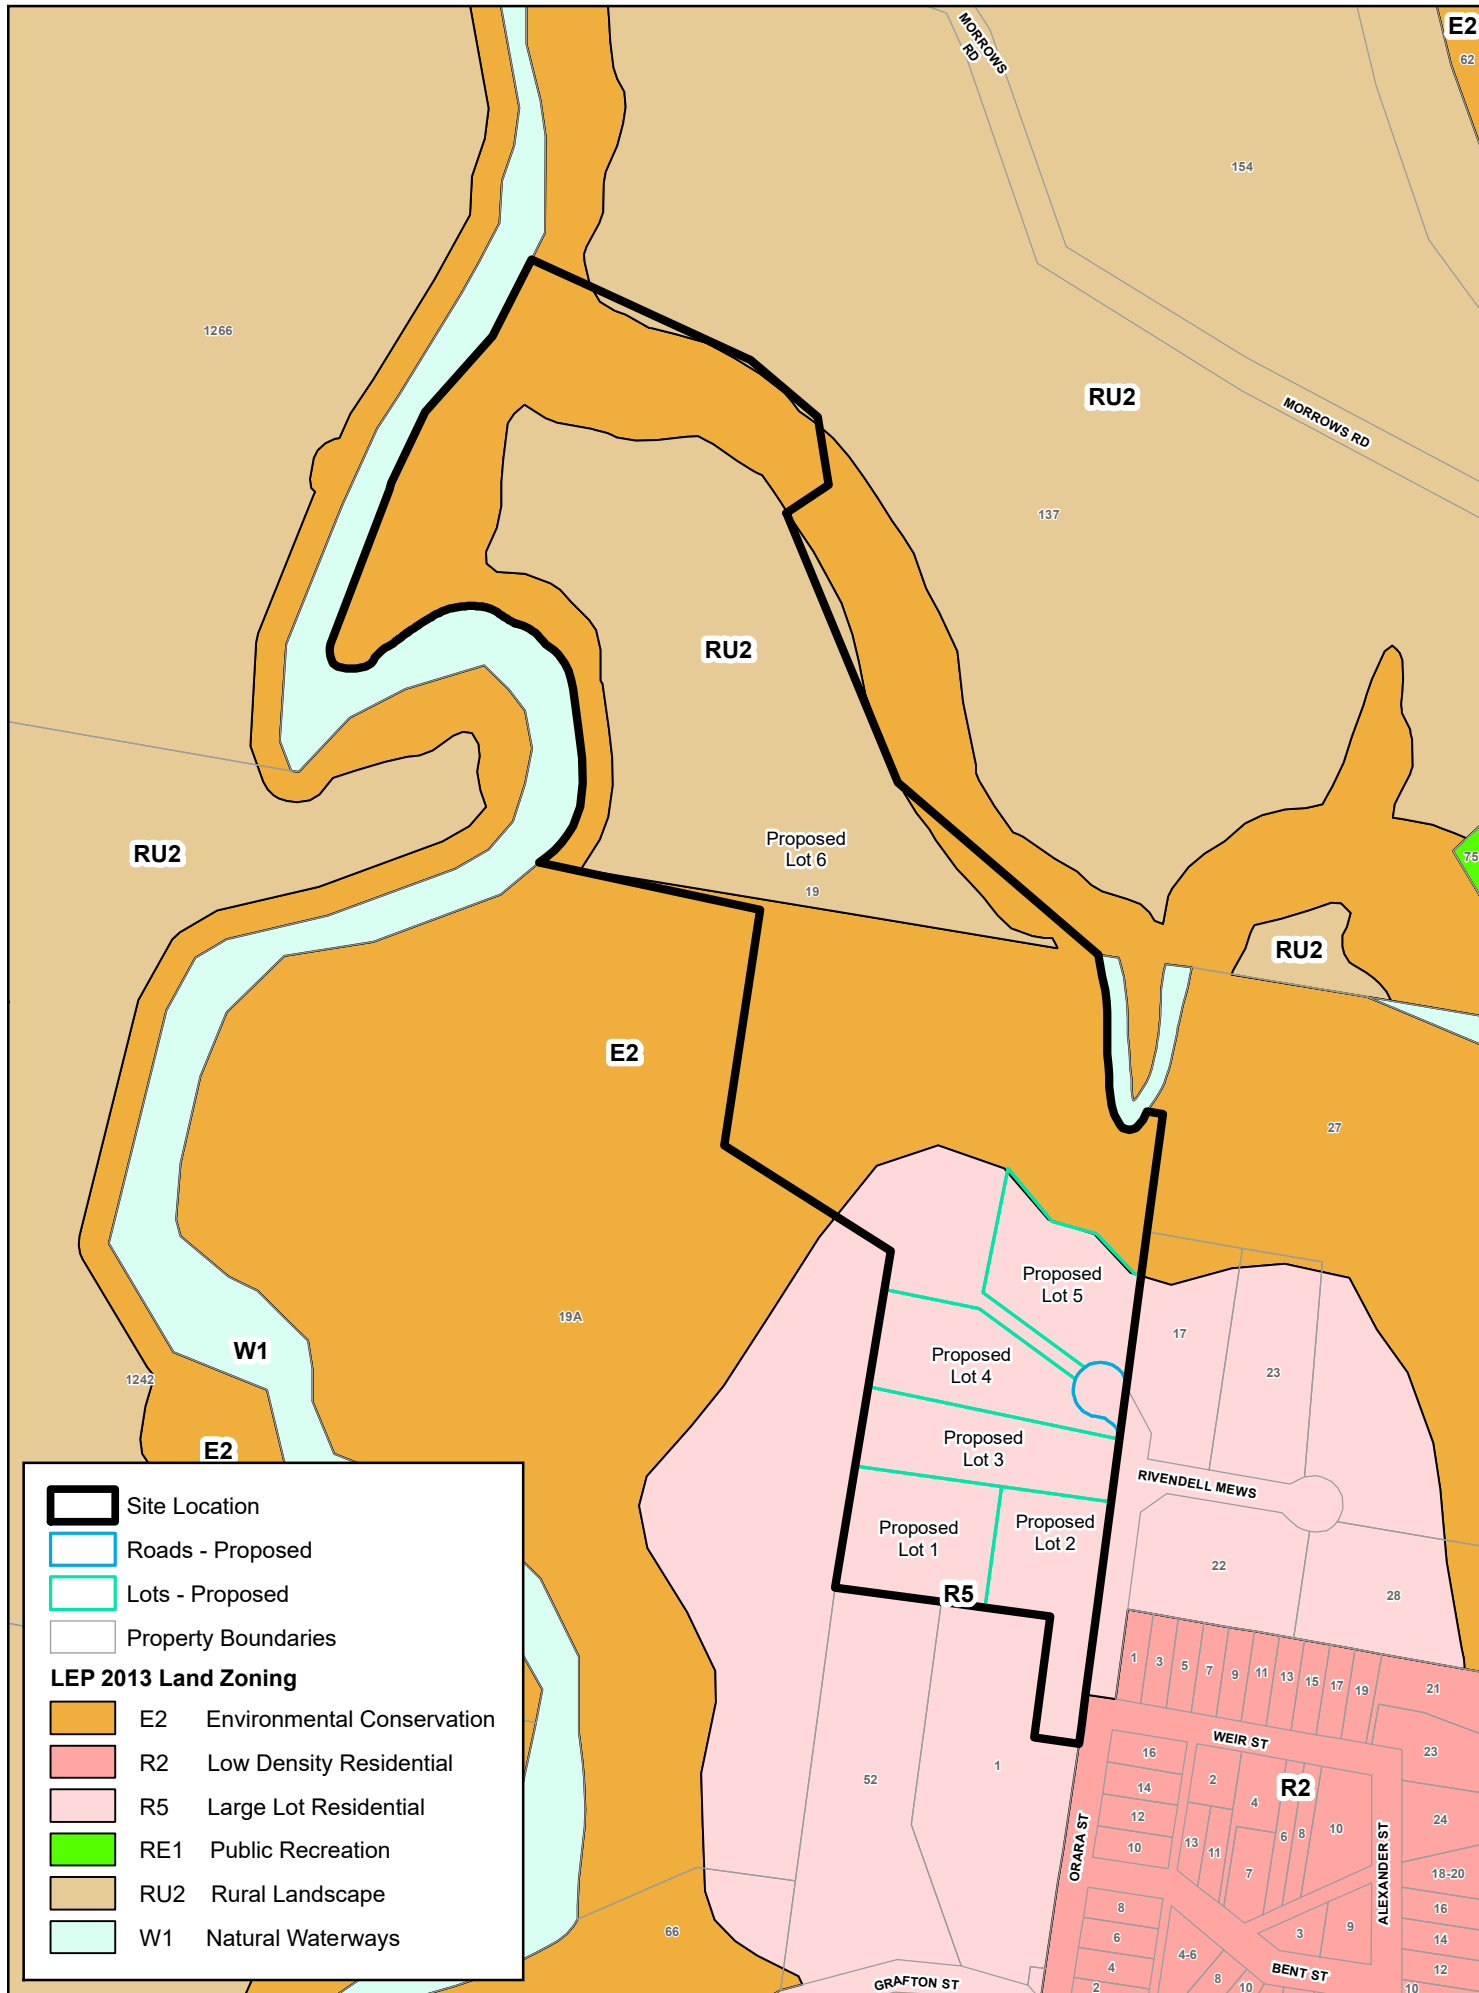 E2
62
MORROWS
RD
154
1266
RU2
MORROWS RD
137
RU2
RU2
Proposed
Lot 6
19
75
RU2
E2
27
Proposed
Lot 5
19A
17
W1
Proposed
Lot 4
23
1242
E2
Proposed
Lot 3
RIVENDELL MEWS
Proposed
Lot 1
Proposed
Lot 2
22
R5
28
Site Location
Roads - Proposed
Lots - Proposed
Property Boundaries
LEP 2013 Land Zoning
E2 Environmental Conservation
R2 Low Density Residential
R5 Large Lot Residential
RE1 Public Recreation
RU2 Rural Landscape
W1 Natural Waterways
1 3 5 7 9 11 13 15 17 19 21
WEIR ST
23
16
52
1
2
R2
14
4
12
6 8 10
24
10
13 11
ORARA ST
7
ALEXANDER ST
18-20
8
16
66
6
4-6
3
9
14
4
BENT ST
12
GRAFTON ST
2
8
10
10